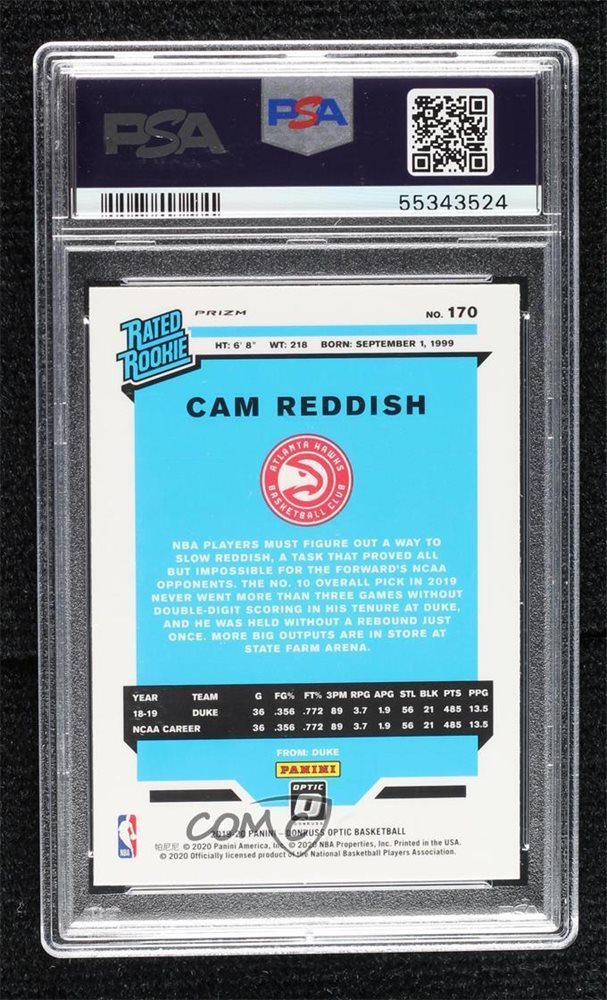 PSA
PSA
55343524
RATED ROOKIE
PRIZM
NO. 170
HT: 6' 8" WT: 218 BORN: SEPTEMBER 1, 1999
CAM REDDISH
ATLANTA HAWKS
BASKETBALL CLUB
NBA PLAYERS MUST FIGURE OUT A WAY TO
SLOW REDDISH, A TASK THAT PROVED ALL
BUT IMPOSSIBLE FOR THE FORWARD'S NCAA
OPPONENTS. THE NO. 10 OVERALL PICK IN 2019
NEVER WENT MORE THAN THREE GAMES WITHOUT
DOUBLE-DIGIT SCORING IN HIS TENURE AT DUKE,
AND HE WAS HELD WITHOUT A REBOUND JUST
ONCE. MORE BIG OUTPUTS ARE IN STORE AT
STATE FARM ARENA.
YEAR TEAM G FG% FT% 3PM RPG APG STL BLK PTS PPG
18-19 DUKE 36 .356 .772 89 3.7 1.9 56 21 485 13.5
NCAA CAREER 36 .356 .772 89 3.7 1.9 56 21 485 13.5
FROM: DUKE
PANINI
OPTIC
DONRUSS
COMC
2019-20 PANINI – DONRUSS OPTIC BASKETBALL
NBA
帕尼尼 © 2020 Panini America, Inc. © 2020 NBA Properties, Inc. Printed in the USA.
© 2020 Officially licensed product of the National Basketball Players Association.